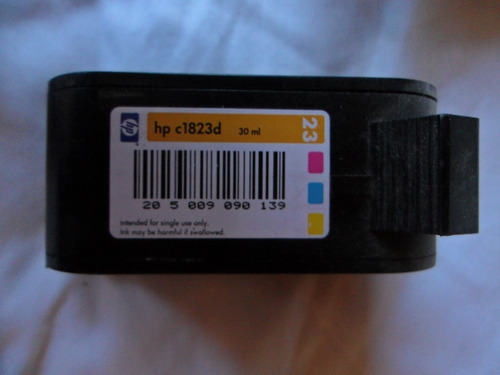 hp
hp c1823d 30 ml
23
20 5 009 090 139
Intended for single use only.
Ink may be harmful if swallowed.